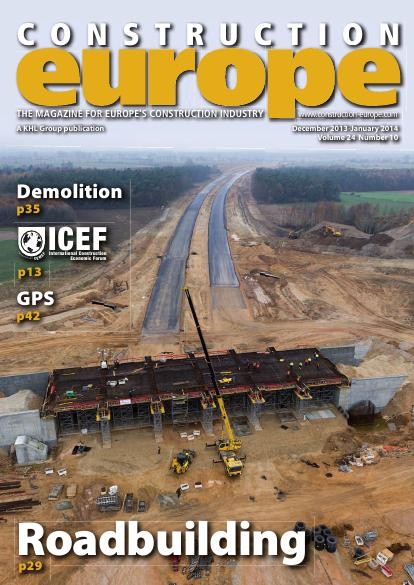 CONSTRUCTION
europe
THE MAGAZINE FOR EUROPE'S CONSTRUCTION INDUSTRY
www.construction-europe.com
A KHL Group publication
December 2013-January 2014
Volume 24 Number 10
Demolition
p35
ICEF
International Construction
Economic Forum
p13
GPS
p42
Roadbuilding
p29